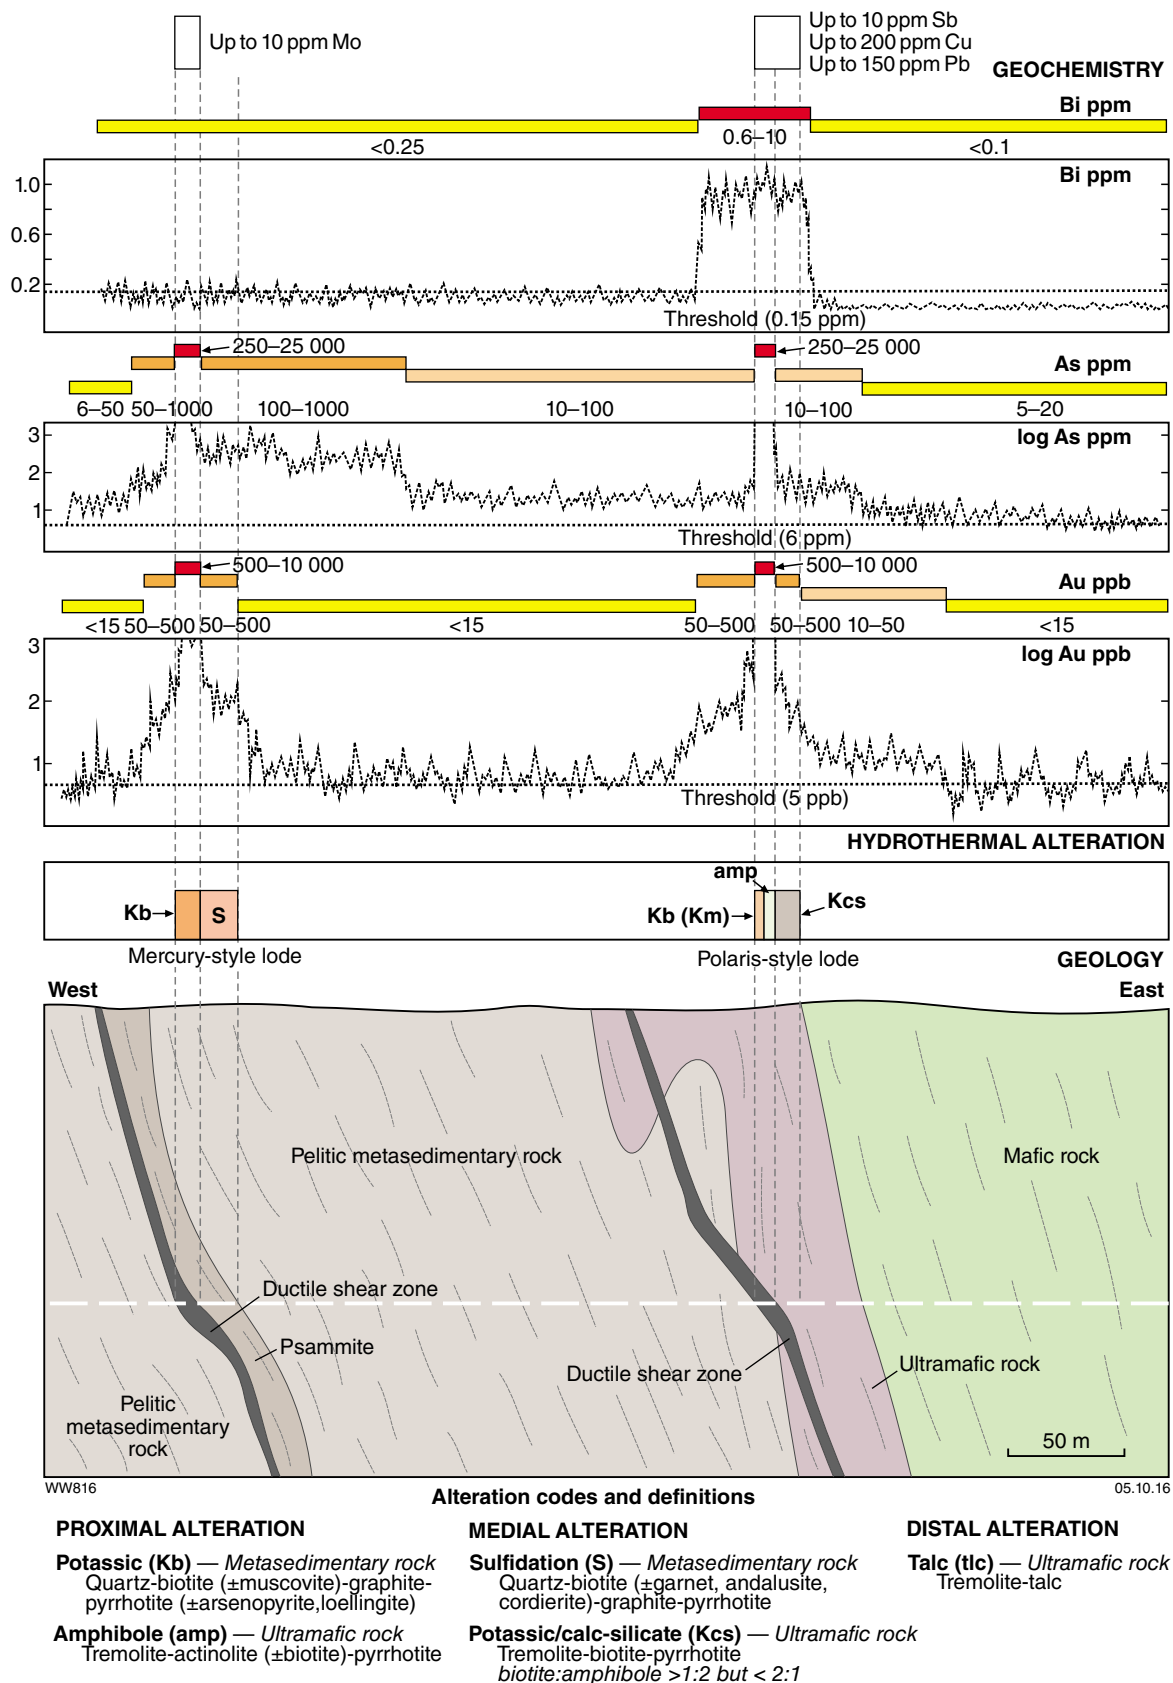 Up to 10 ppm Mo
Up to 10 ppm Sb
Up to 200 ppm Cu
Up to 150 ppm Pb
GEOCHEMISTRY
Bi ppm
<0.25
0.6–10
<0.1
Bi ppm
1.0
0.6
0.2
Threshold (0.15 ppm)
250–25 000
250–25 000
As ppm
6–50 50–1000 100–1000 10–100 10–100 5–20
log As ppm
3
2
1
Threshold (6 ppm)
500–10 000
500–10 000
Au ppb
<15 50–500 50–500 <15 50–500 50–500 10–50 <15
log Au ppb
3
2
1
Threshold (5 ppb)
HYDROTHERMAL ALTERATION
amp
Kb
S
Kb (Km)
Kcs
Mercury-style lode
Polaris-style lode
GEOLOGY
West
East
Pelitic metasedimentary rock
Mafic rock
Ductile shear zone
Psammite
Ductile shear zone
Ultramafic rock
Pelitic
metasedimentary
rock
50 m
WW816
05.10.16
Alteration codes and definitions
PROXIMAL ALTERATION
Potassic (Kb) — Metasedimentary rock
Quartz-biotite (±muscovite)-graphite-
pyrrhotite (±arsenopyrite,loellingite)
Amphibole (amp) — Ultramafic rock
Tremolite-actinolite (±biotite)-pyrrhotite
MEDIAL ALTERATION
Sulfidation (S) — Metasedimentary rock
Quartz-biotite (±garnet, andalusite,
cordierite)-graphite-pyrrhotite
Potassic/calc-silicate (Kcs) — Ultramafic rock
Tremolite-biotite-pyrrhotite
biotite:amphibole >1:2 but < 2:1
DISTAL ALTERATION
Talc (tlc) — Ultramafic rock
Tremolite-talc